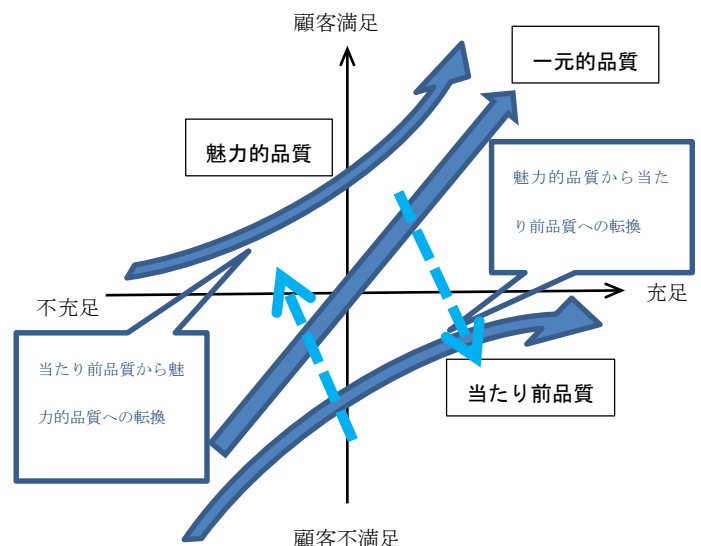 顧客満足
一元的品質
魅力的品質
魅力的品質から当た
り前品質への転換
不充足
充足
当たり前品質から魅
力的品質への転換
当たり前品質
顧客不満足